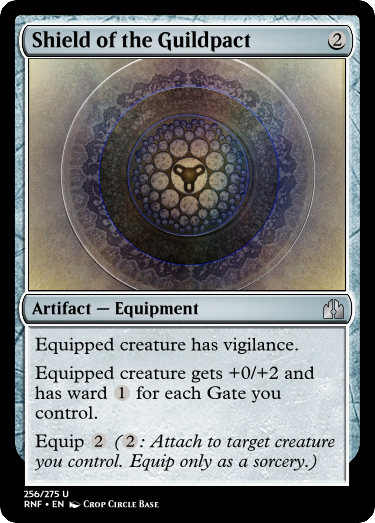 Shield of the Guildpact 2
Artifact — Equipment
Equipped creature has vigilance.
Equipped creature gets +0/+2 and
has ward 1 for each Gate you
control.
Equip 2 (2: Attach to target creature
you control. Equip only as a sorcery.)
256/275 U
RNF • EN Crop Circle Base